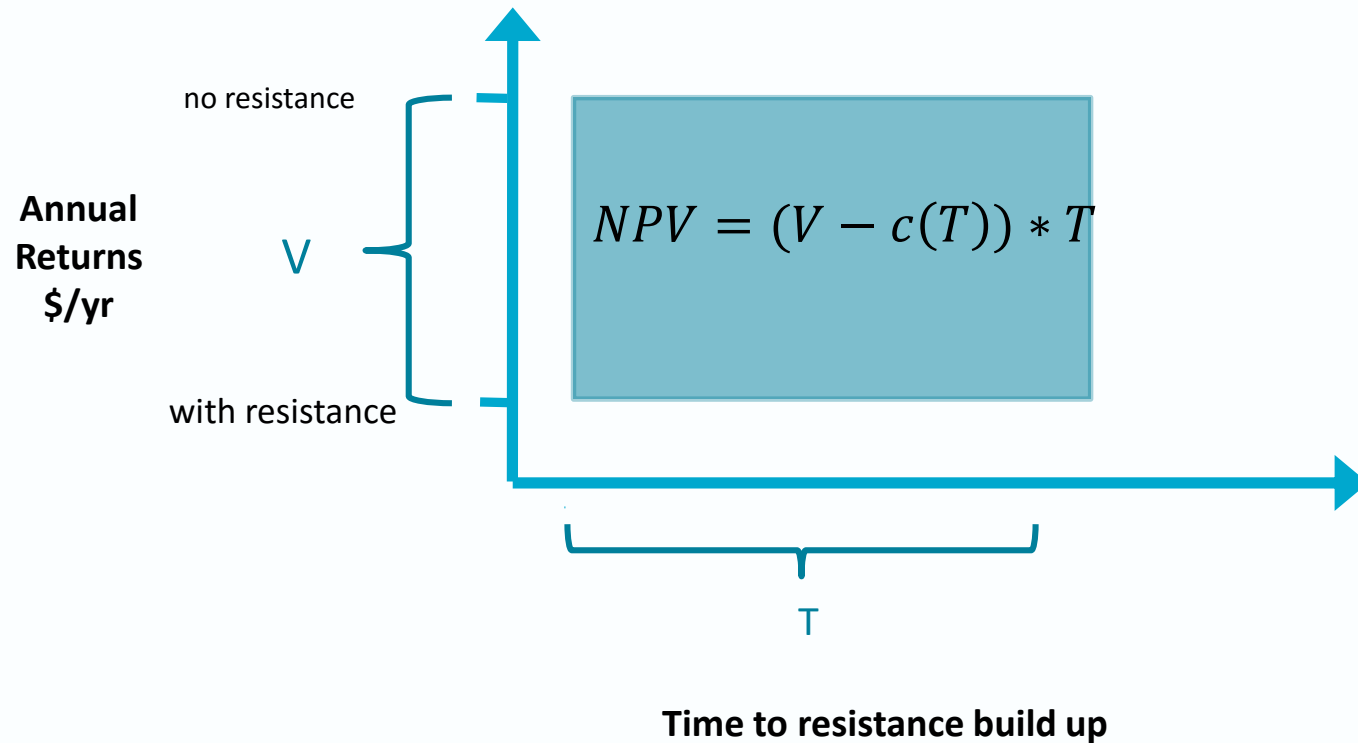 no resistance
Annual
Returns
$/yr
V
with resistance
NPV = (V − c(T)) * T
T
Time to resistance build up